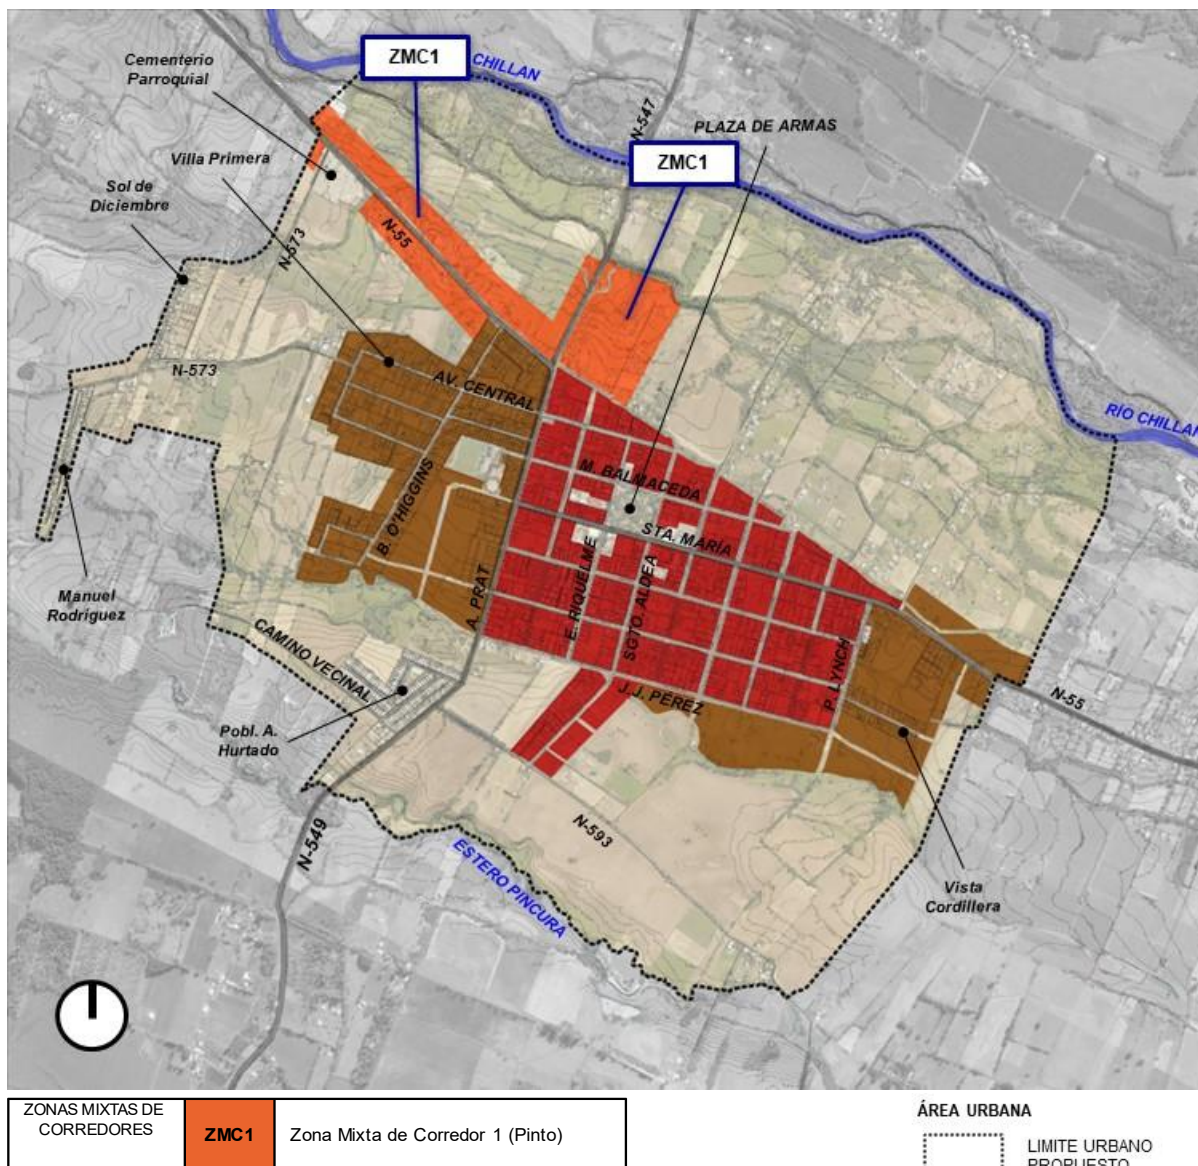 Cementerio
Parroquial
ZMC1
CHILLAN
N-547
PLAZA DE ARMAS
ZMC1
Villa Primera
Sol de
Diciembre
N-55
N-573
N-573
AV. CENTRAL
RÍO CHILLAN
M. BALMACEDA
B. O'HIGGINS
STA. MARÍA
E. RIQUELME
SGTO. ALDEA
A. PRAT
Manuel
Rodriguez
CAMINO VECINAL
P. LYNCH
J.J. PÉREZ
N-55
Pobl. A.
Hurtado
N-549
N-593
ESTERO PINCURA
Vista
Cordillera
ZONAS MIXTAS DE
CORREDORES
ZMC1
Zona Mixta de Corredor 1 (Pinto)
ÁREA URBANA
LIMITE URBANO
PROPUESTO